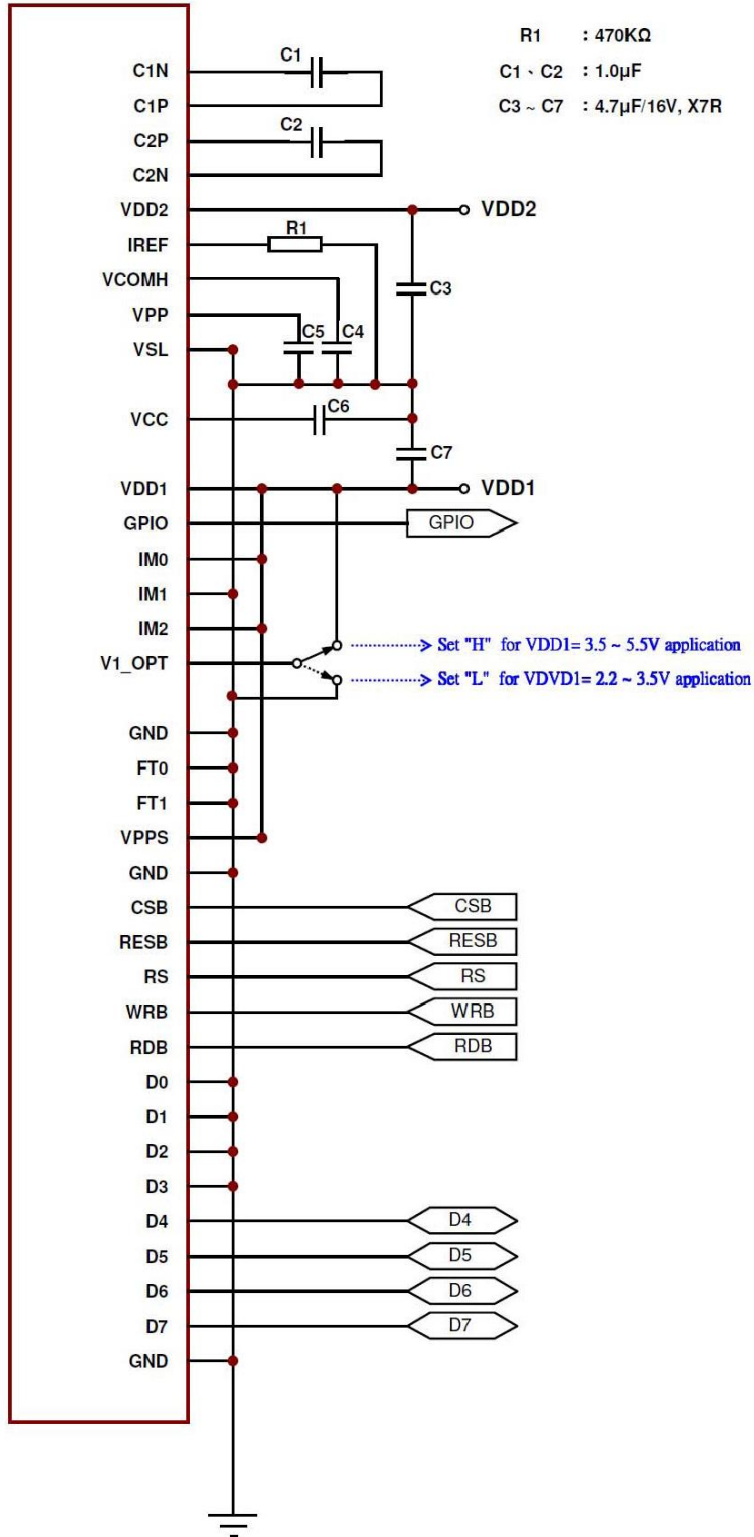 R1 : 470KΩ
C1、C2 : 1.0µF
C3 ~ C7 : 4.7µF/16V, X7R
C1N
C1
C1P
C2P
C2
C2N
VDD2
VDD2
IREF
R1
VCOMH
C3
VPP
C5
C4
VSL
VCC
C6
C7
VDD1
VDD1
GPIO
GPIO
IM0
IM1
IM2
Set "H" for VDD1= 3.5 ~ 5.5V application
V1_OPT
Set "L" for VDVD1= 2.2 ~ 3.5V application
GND
FT0
FT1
VPPS
GND
CSB
CSB
RESB
RESB
RS
RS
WRB
WRB
RDB
RDB
D0
D1
D2
D3
D4
D4
D5
D5
D6
D6
D7
D7
GND